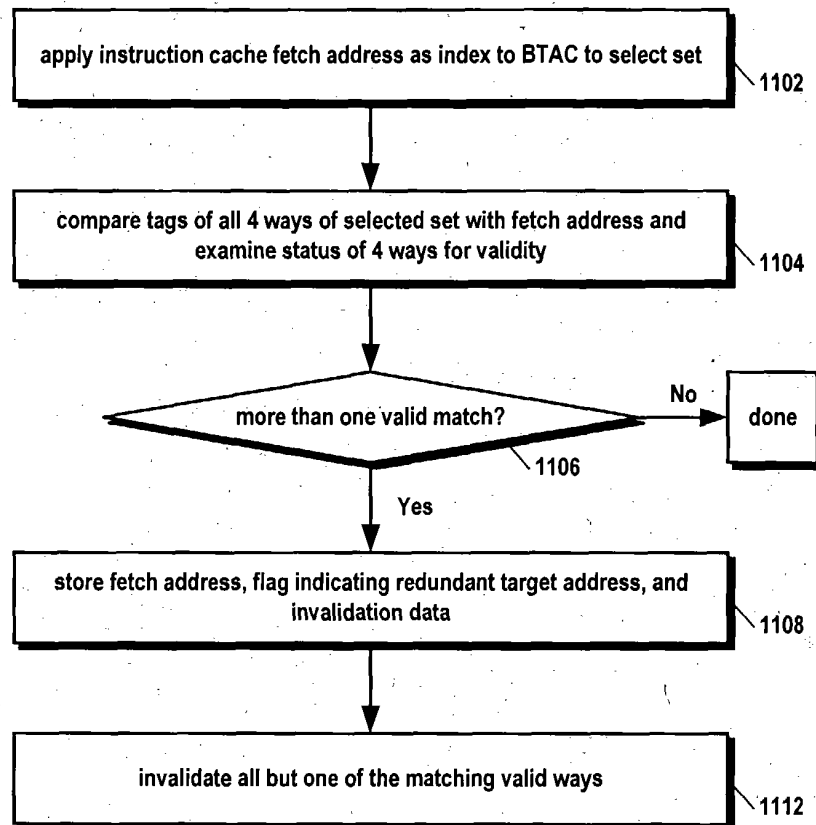 apply instruction cache fetch address as index to BTAC to select set
1102
compare tags of all 4 ways of selected set with fetch address and
examine status of 4 ways for validity
1104
more than one valid match?
No
done
1106
Yes
store fetch address, flag indicating redundant target address, and
invalidation data
1108
invalidate all but one of the matching valid ways
1112